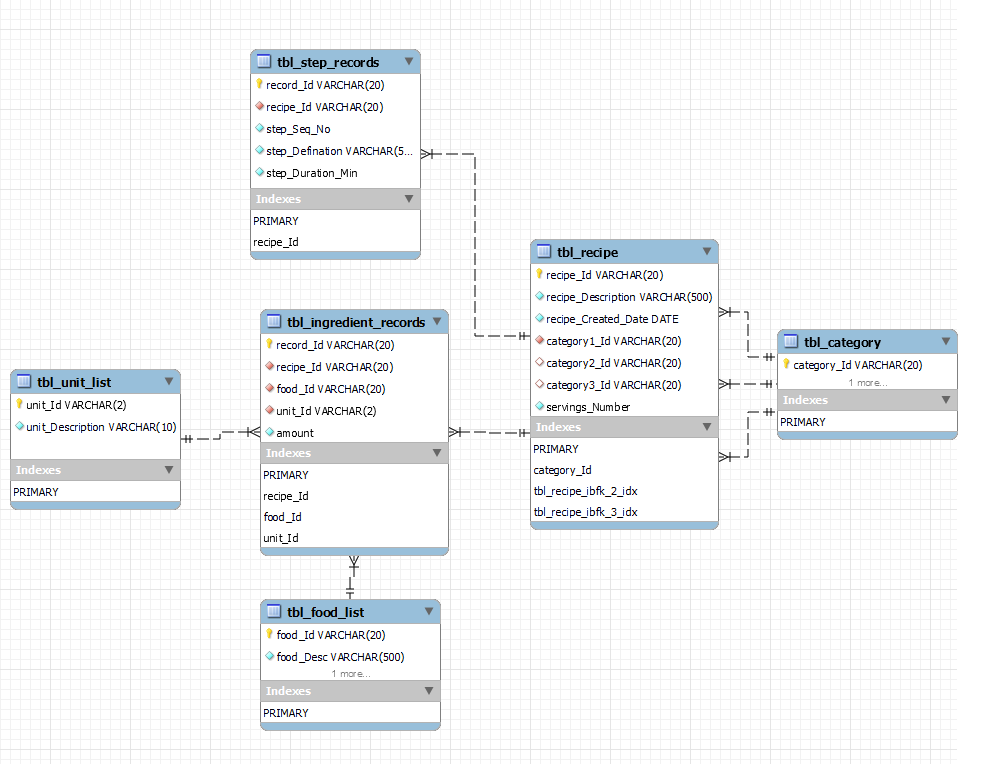 tbl_step_records
record_Id VARCHAR(20)
recipe_Id VARCHAR(20)
step_Seq_No
step_Defination VARCHAR(5...
step_Duration_Min
Indexes
PRIMARY
recipe_Id
tbl_recipe
recipe_Id VARCHAR(20)
recipe_Description VARCHAR(500)
recipe_Created_Date DATE
category1_Id VARCHAR(20)
category2_Id VARCHAR(20)
category3_Id VARCHAR(20)
servings_Number
Indexes
PRIMARY
category_Id
tbl_recipe_ibfk_2_idx
tbl_recipe_ibfk_3_idx
tbl_ingredient_records
record_Id VARCHAR(20)
recipe_Id VARCHAR(20)
food_Id VARCHAR(20)
unit_Id VARCHAR(2)
amount
Indexes
PRIMARY
recipe_Id
food_Id
unit_Id
tbl_category
category_Id VARCHAR(20)
1 more...
Indexes
PRIMARY
tbl_unit_list
unit_Id VARCHAR(2)
unit_Description VARCHAR(10)
Indexes
PRIMARY
tbl_food_list
food_Id VARCHAR(20)
food_Desc VARCHAR(500)
1 more...
Indexes
PRIMARY